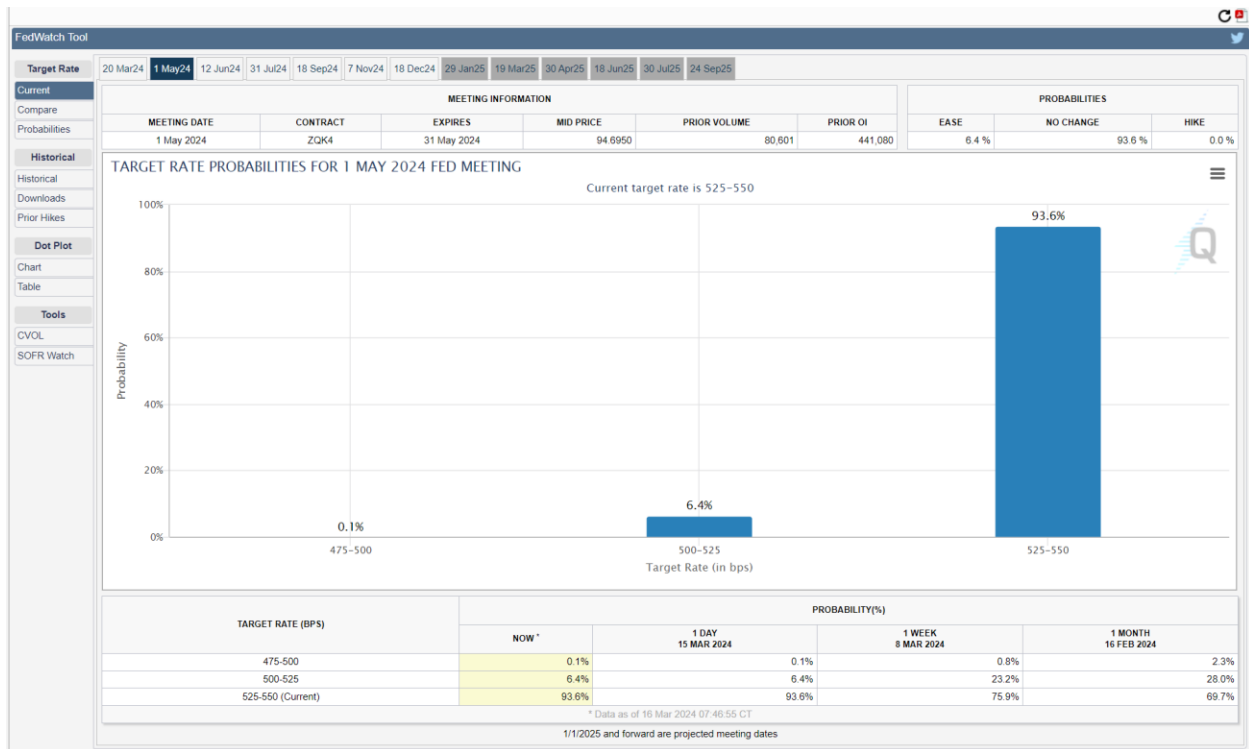 FedWatch Tool
Target Rate
Current
Compare
Probabilities
Historical
Historical
Downloads
Prior Hikes
Dot Plot
Chart
Table
Tools
CVOL
SOFR Watch
20 Mar24 1 May24 12 Jun24 31 Jul24 18 Sep24 7 Nov24 18 Dec24 29 Jan25 19 Mar25 30 Apr25 18 Jun25 30 Jul25 24 Sep25
MEETING INFORMATION
MEETING DATE CONTRACT EXPIRES MID PRICE PRIOR VOLUME PRIOR OI
1 May 2024 ZQK4 31 May 2024 94.6950 80,601 441,080
PROBABILITIES
EASE NO CHANGE HIKE
6.4 % 93.6 % 0.0 %
TARGET RATE PROBABILITIES FOR 1 MAY 2024 FED MEETING
Current target rate is 525-550
Probability
100%
80%
60%
40%
20%
0%
0.1%
6.4%
93.6%
Q
475-500 500-525 525-550
Target Rate (in bps)
TARGET RATE (BPS) PROBABILITY(%)
NOW * 1 DAY 1 WEEK 1 MONTH
15 MAR 2024 8 MAR 2024 16 FEB 2024
475-500 0.1% 0.1% 0.8% 2.3%
500-525 6.4% 6.4% 23.2% 28.0%
525-550 (Current) 93.6% 93.6% 75.9% 69.7%
* Data as of 16 Mar 2024 07:46:55 CT
1/1/2025 and forward are projected meeting dates